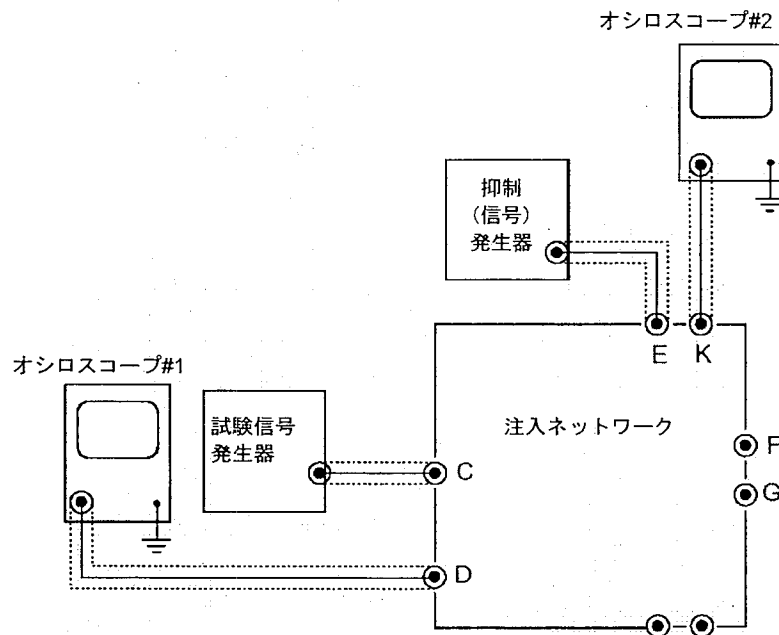 オシロスコープ#2
抑制
(信号)
発生器
E
K
オシロスコープ#1
試験信号
発生器
注入ネットワーク
F
C
G
D